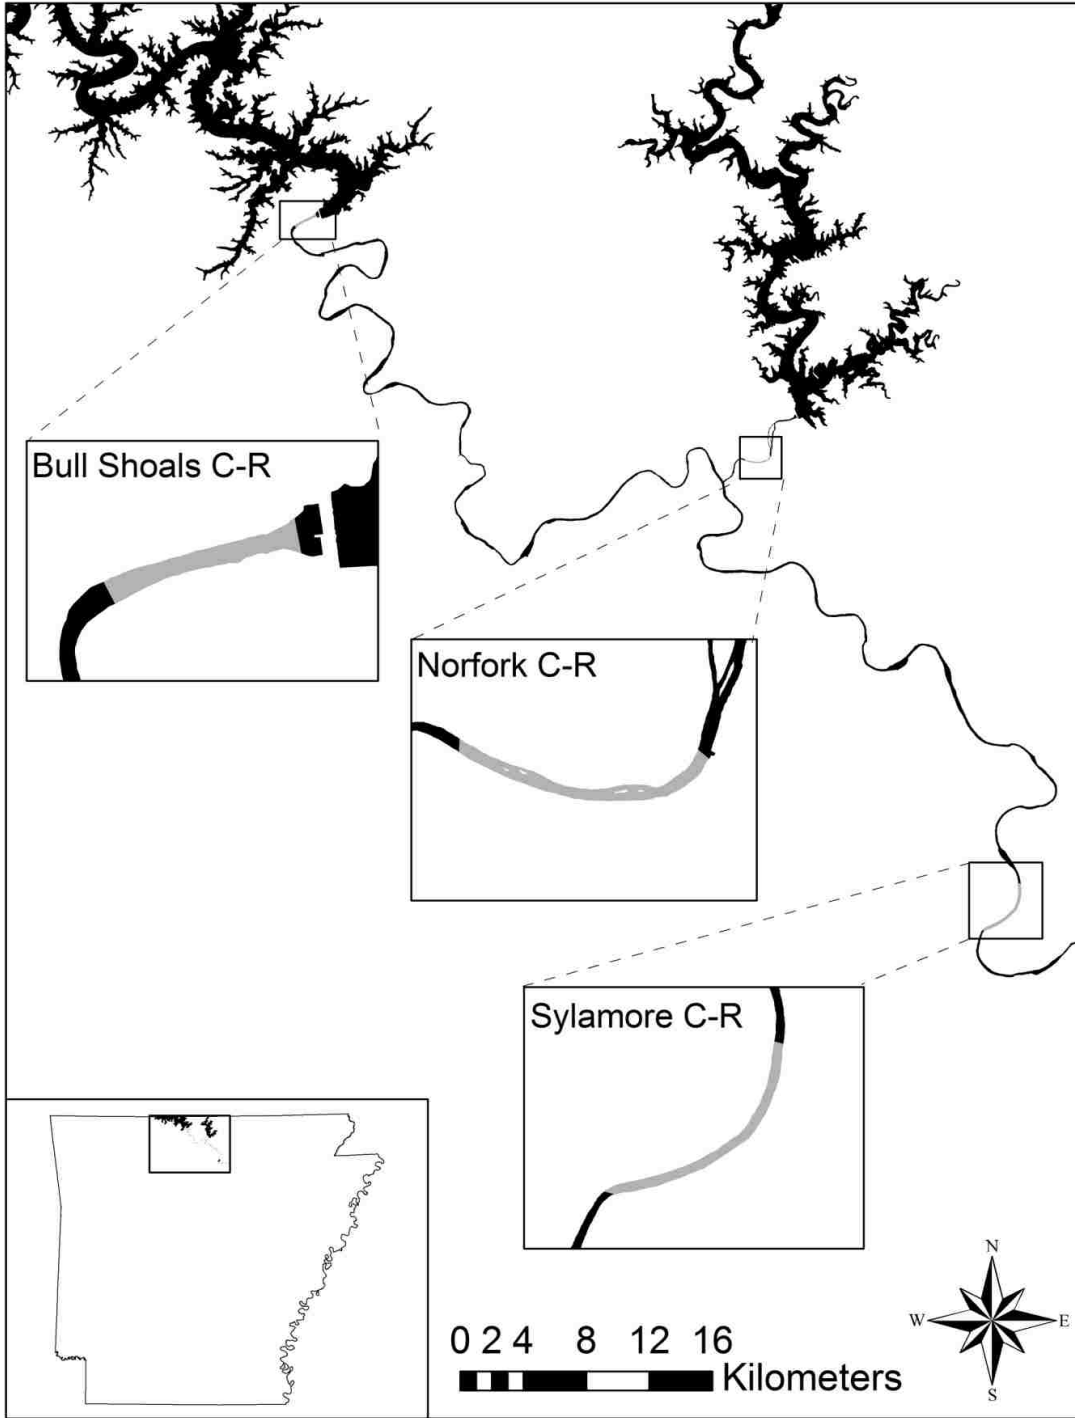 Bull Shoals C-R
Norfork C-R
Sylamore C-R
N
W E
S
0 2 4 8 12 16
Kilometers